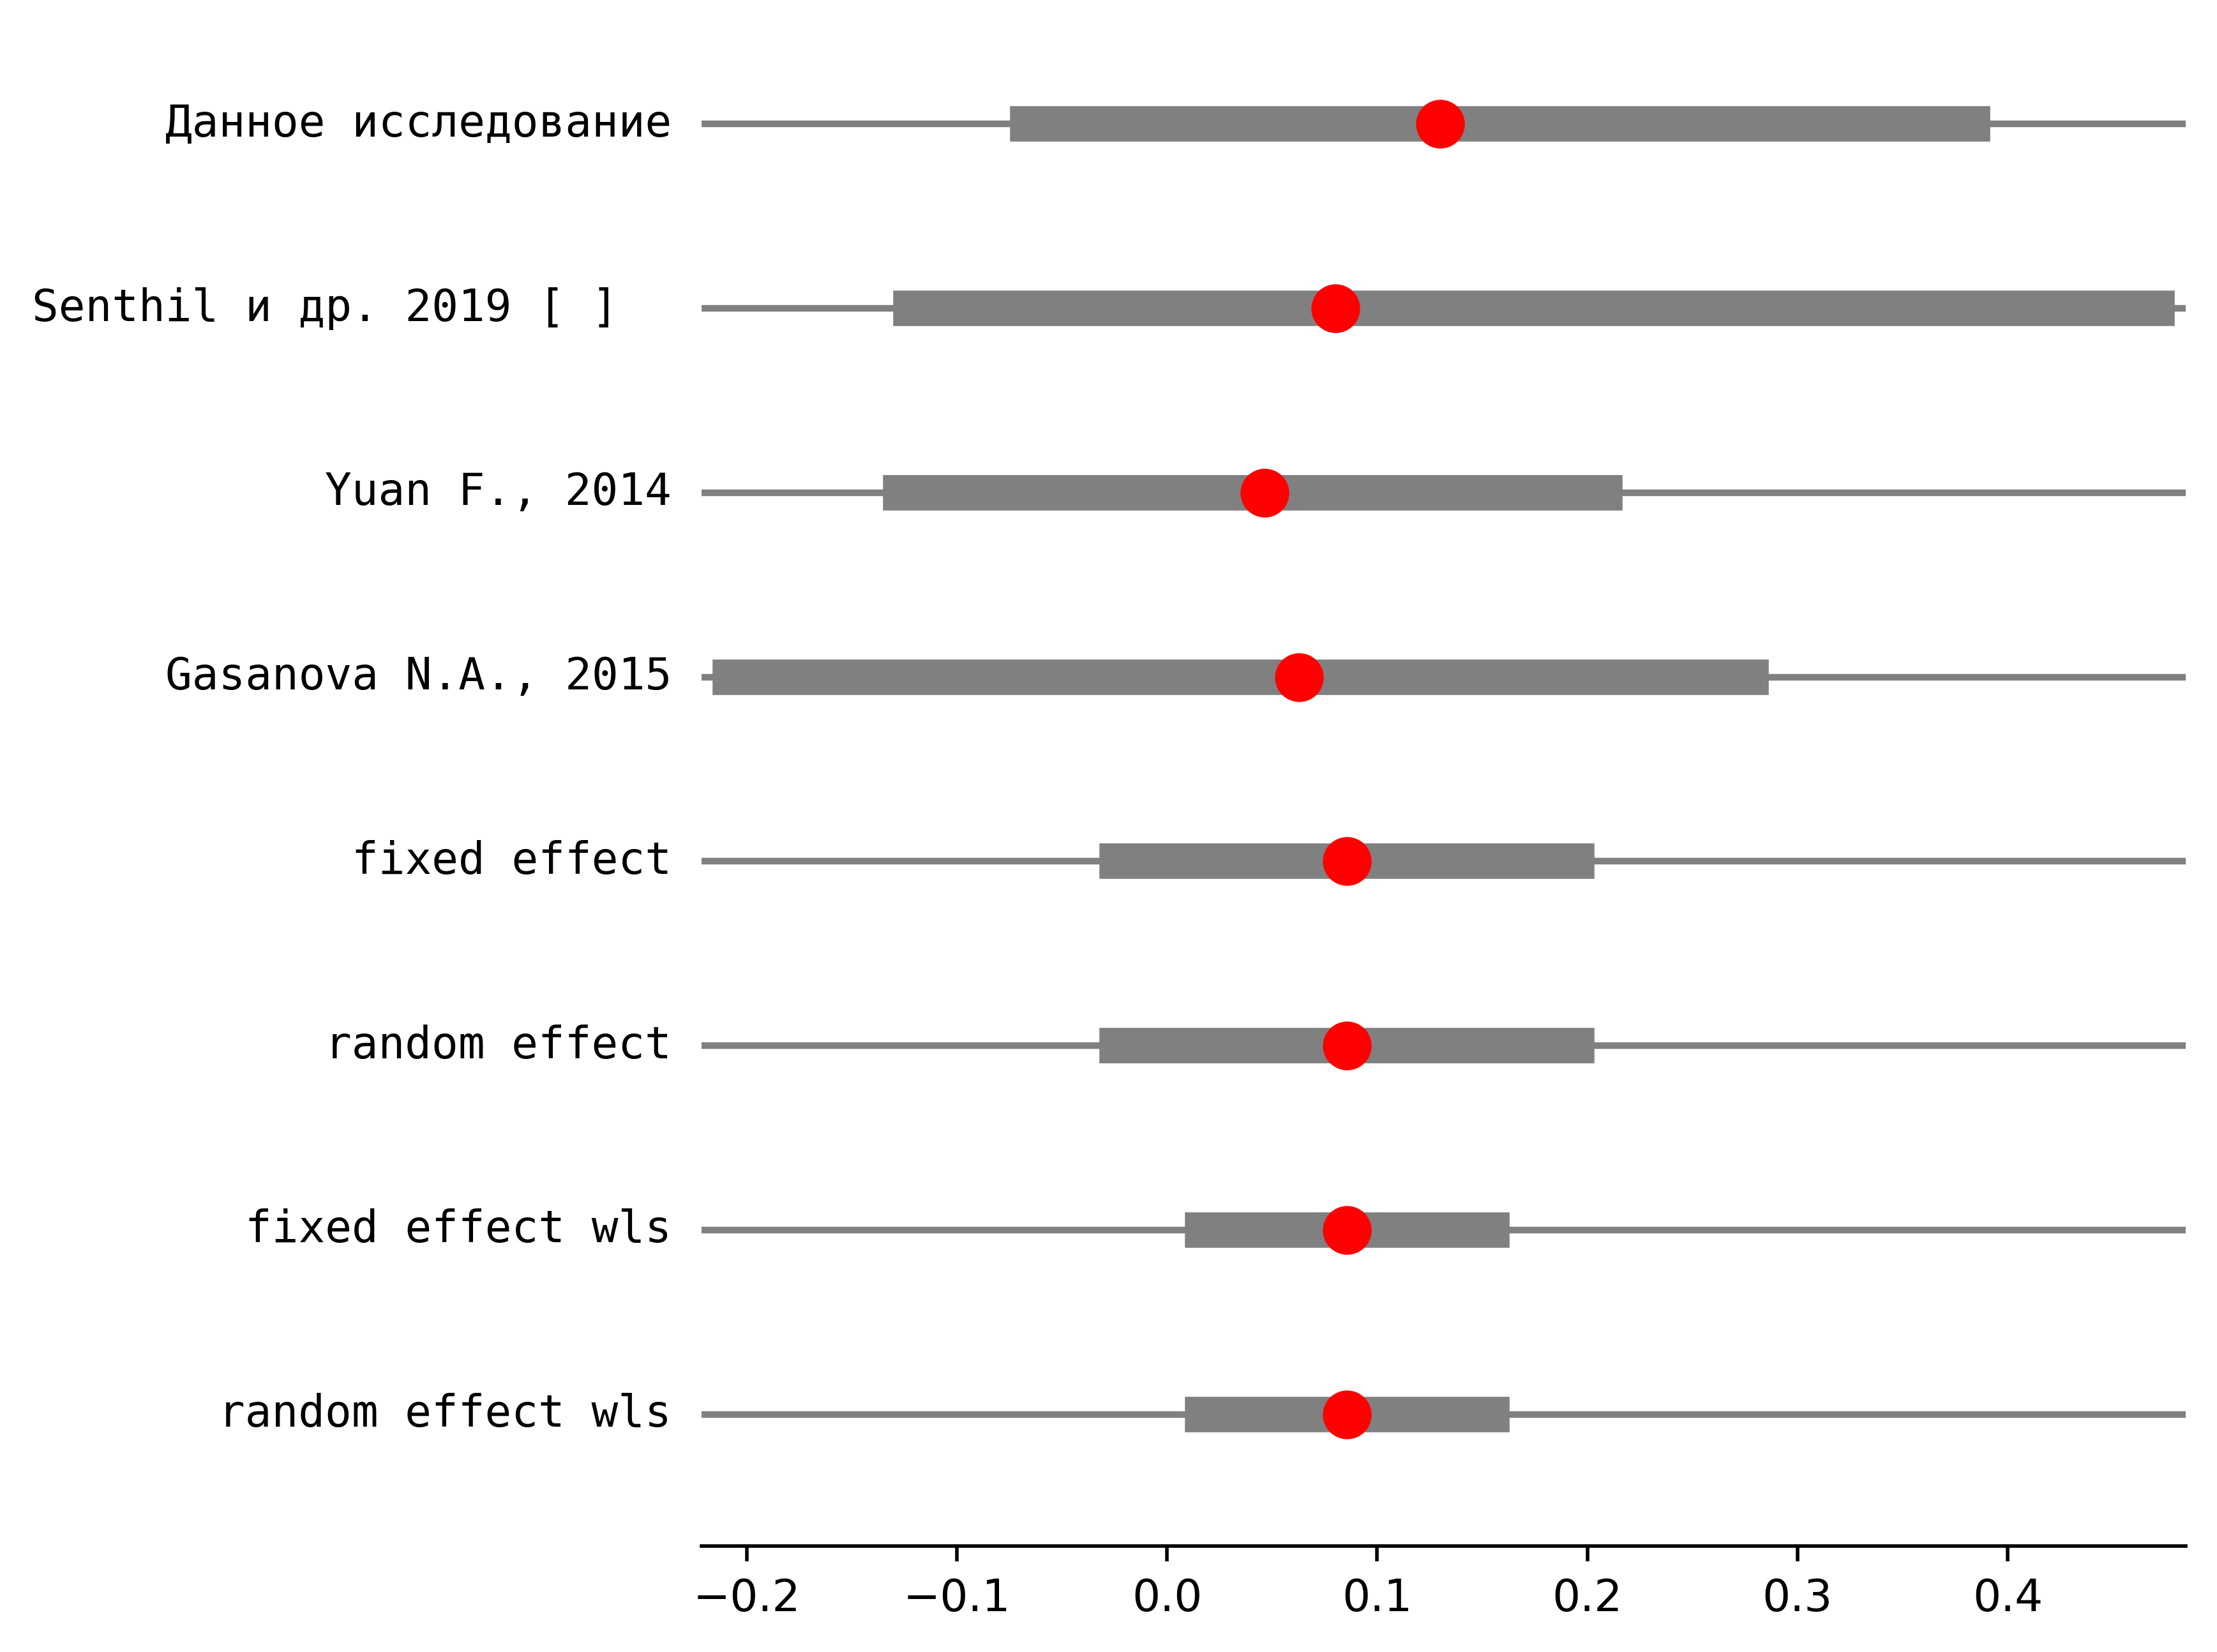 Данное исследование
Senthil и др. 2019 [ ]
Yuan F., 2014
Gasanova N.A., 2015
fixed effect
random effect
fixed effect wls
random effect wls
−0.2 −0.1 0.0 0.1 0.2 0.3 0.4